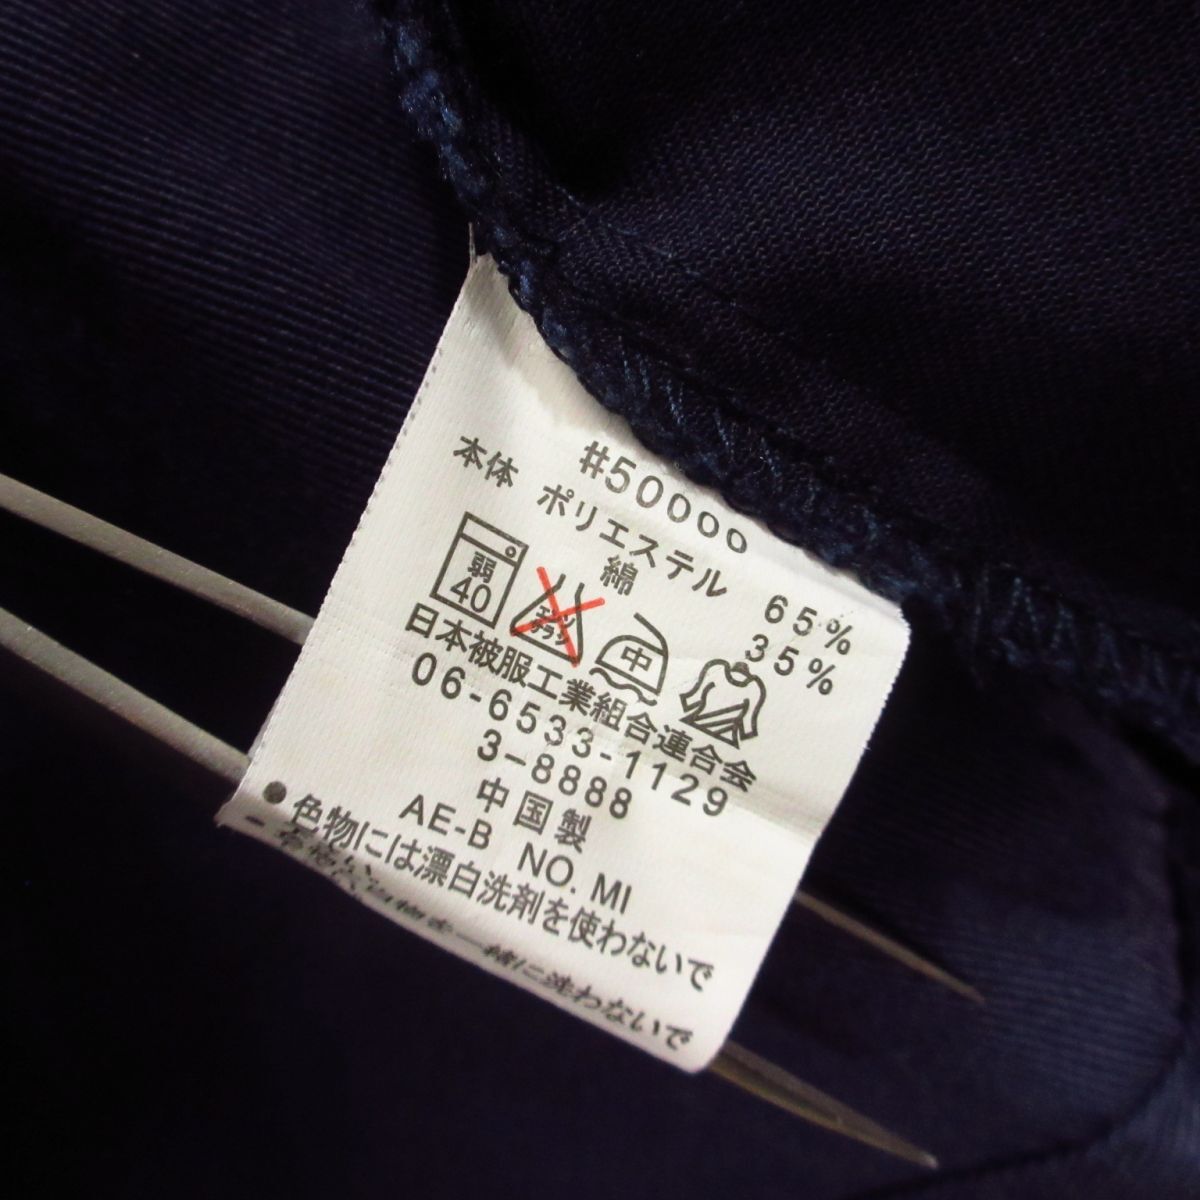 #50000
本体 ポリエステル 65%
綿 35%
弱 40 エンソ サラシ 中
日本被服工業組合連合会
06-6533-1129
3-8888
中国製
AE-B NO. MI
●色物には漂白洗剤を使わないで
物を一緒に洗わないで